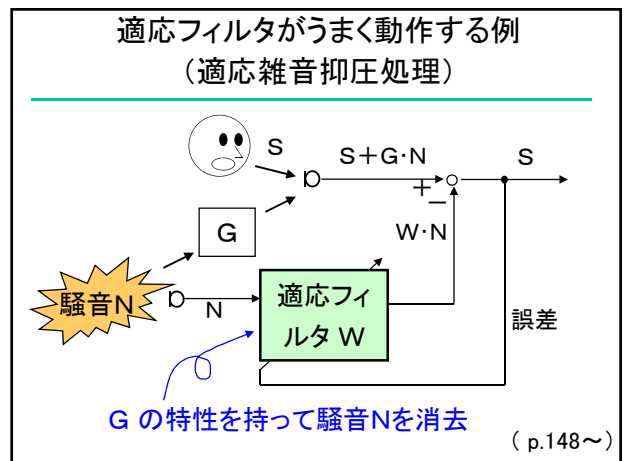 適応フィルタがうまく動作する例
（適応雑音抑圧処理）
S
S＋G·N
S
＋
－
G
W·N
騒音N
N
適応フィ
ルタ W
誤差
G の特性を持って騒音Nを消去
（ p.148～）